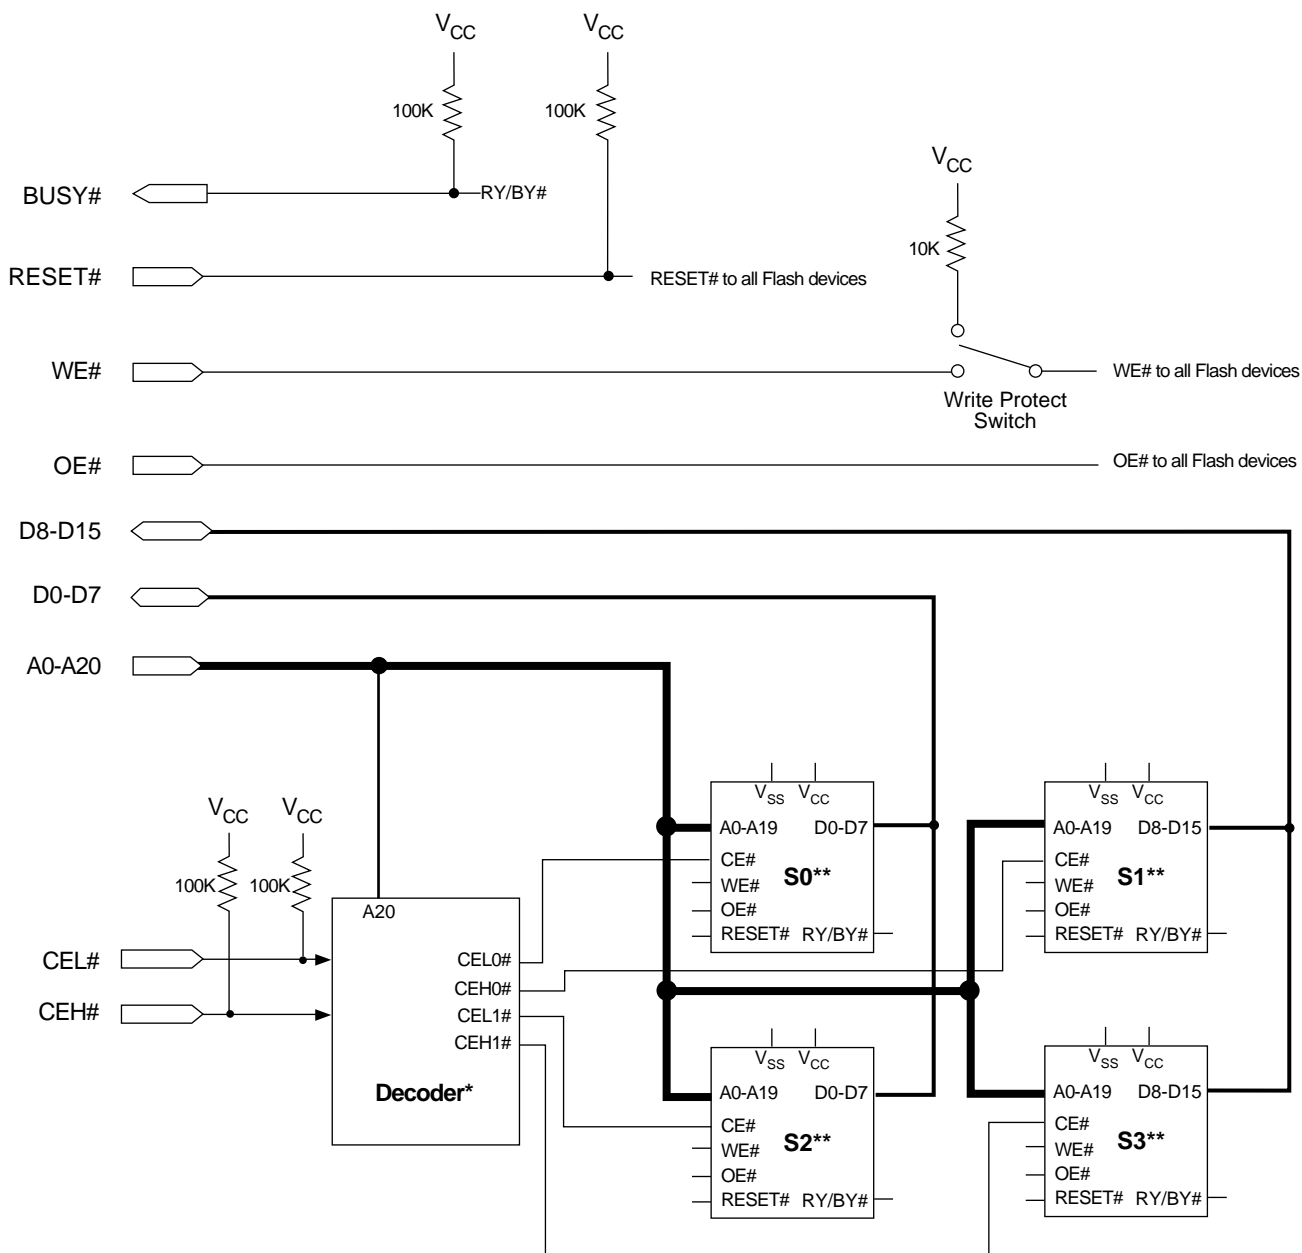 VCC VCC
100K 100K
VCC
BUSY# RY/BY#
10K
RESET# RESET# to all Flash devices
WE# WE# to all Flash devices
Write Protect
Switch
OE# OE# to all Flash devices
D8-D15
D0-D7
A0-A20
VSS VCC VSS VCC
VCC VCC
A0-A19 D0-D7 A0-A19 D8-D15
CE# CE#
S0** S1**
100K 100K
WE# WE#
A20
OE# OE#
RESET# RY/BY# RESET# RY/BY#
CEL# CEL0#
CEH0#
CEH# CEL1#
CEH1#
VSS VCC VSS VCC
Decoder*
A0-A19 D0-D7 A0-A19 D8-D15
CE# CE#
S2** S3**
WE# WE#
OE# OE#
RESET# RY/BY# RESET# RY/BY#